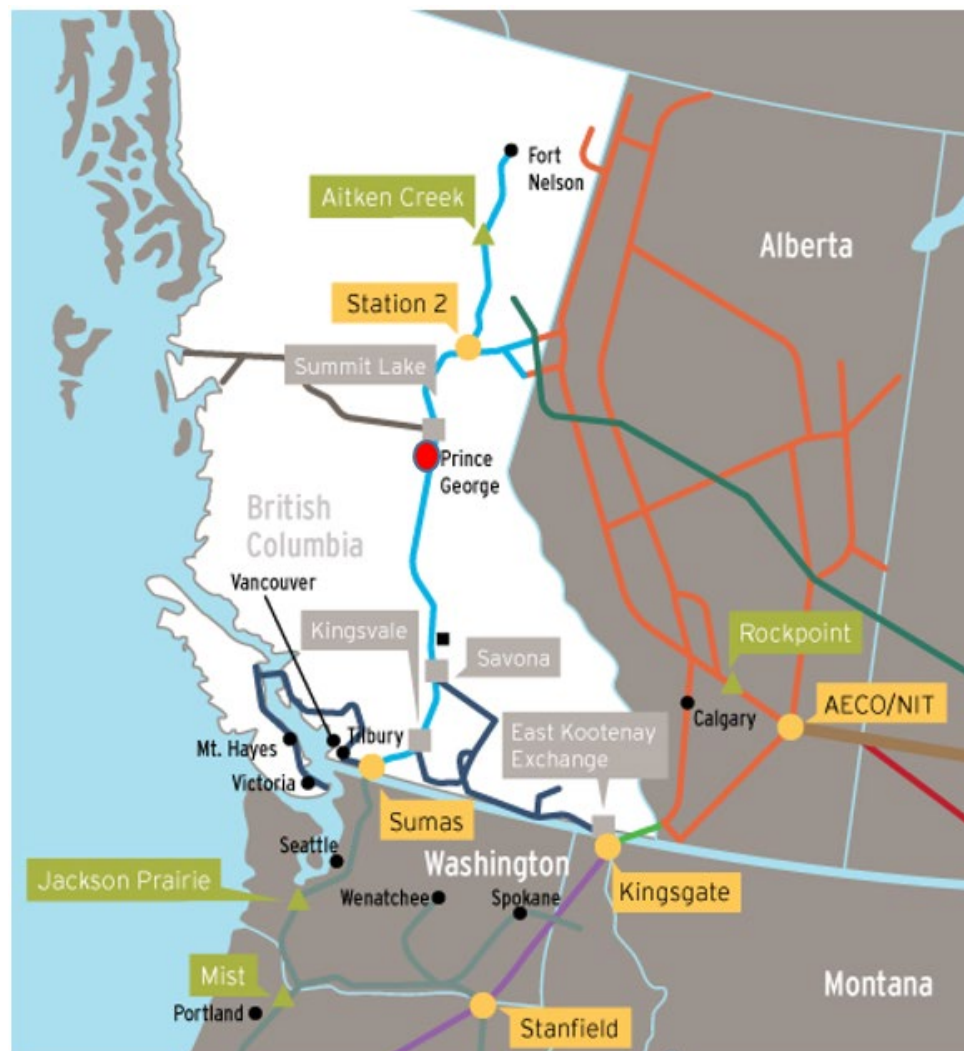 Fort
Nelson
Aitken Creek
Alberta
Station 2
Summit Lake
Prince
George
British
Columbia
Vancouver
Kingsvale
Savona
Rockpoint
AECO/NIT
Calgary
East Kootenay
Exchange
Tilbury
Mt. Hayes
Victoria
Sumas
Seattle
Washington
Jackson Prairie
Wenatchee
Spokane
Kingsgate
Mist
Montana
Portland
Stanfield